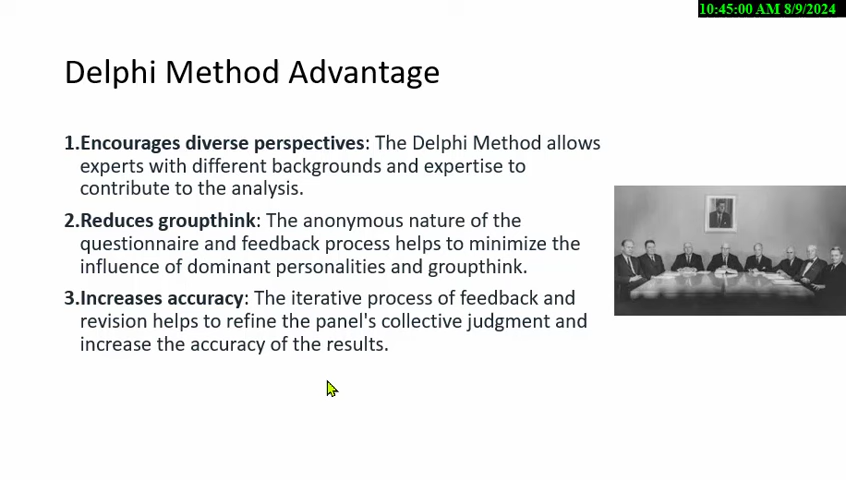 10:45:00 AM 8/9/2024
Delphi Method Advantage
1.Encourages diverse perspectives: The Delphi Method allows
experts with different backgrounds and expertise to
contribute to the analysis.
2.Reduces groupthink: The anonymous nature of the
questionnaire and feedback process helps to minimize the
influence of dominant personalities and groupthink.
3.Increases accuracy: The iterative process of feedback and
revision helps to refine the panel's collective judgment and
increase the accuracy of the results.